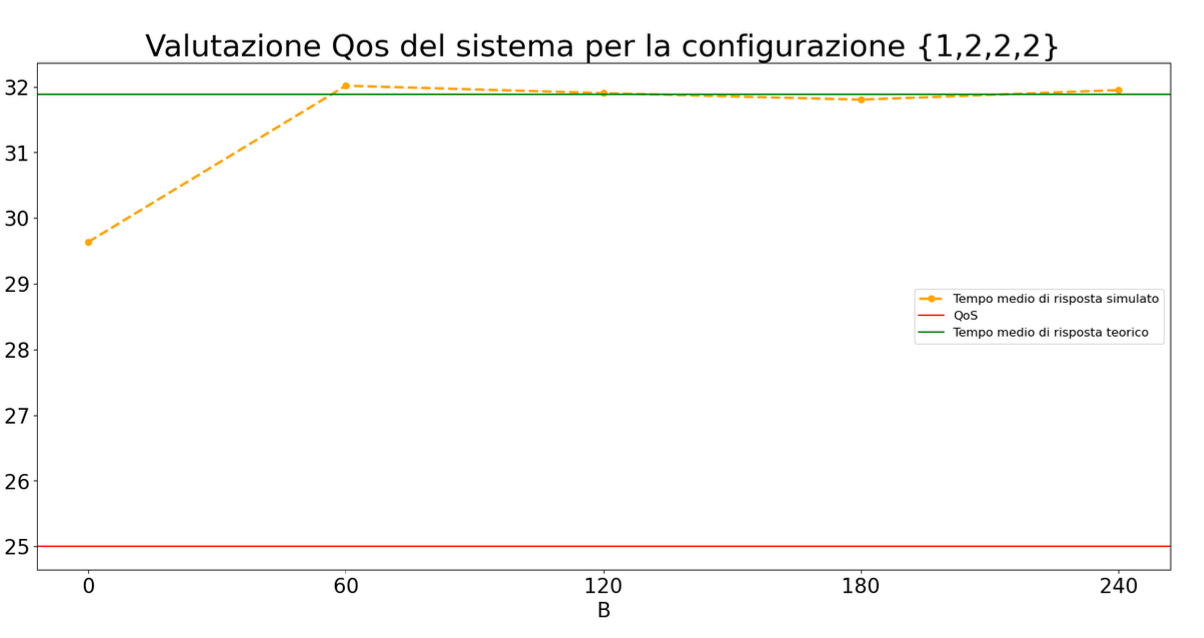 Valutazione Qos del sistema per la configurazione {1,2,2,2}
32
31
30
29
28
27
26
25
Tempo medio di risposta simulato
QoS
Tempo medio di risposta teorico
0 60 120 180 240
B